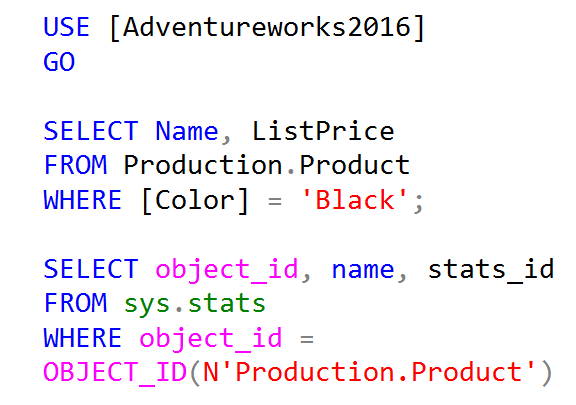 USE [Adventureworks2016]
GO
SELECT Name, ListPrice
FROM Production.Product
WHERE [Color] = 'Black';
SELECT object_id, name, stats_id
FROM sys.stats
WHERE object_id =
OBJECT_ID(N'Production.Product')